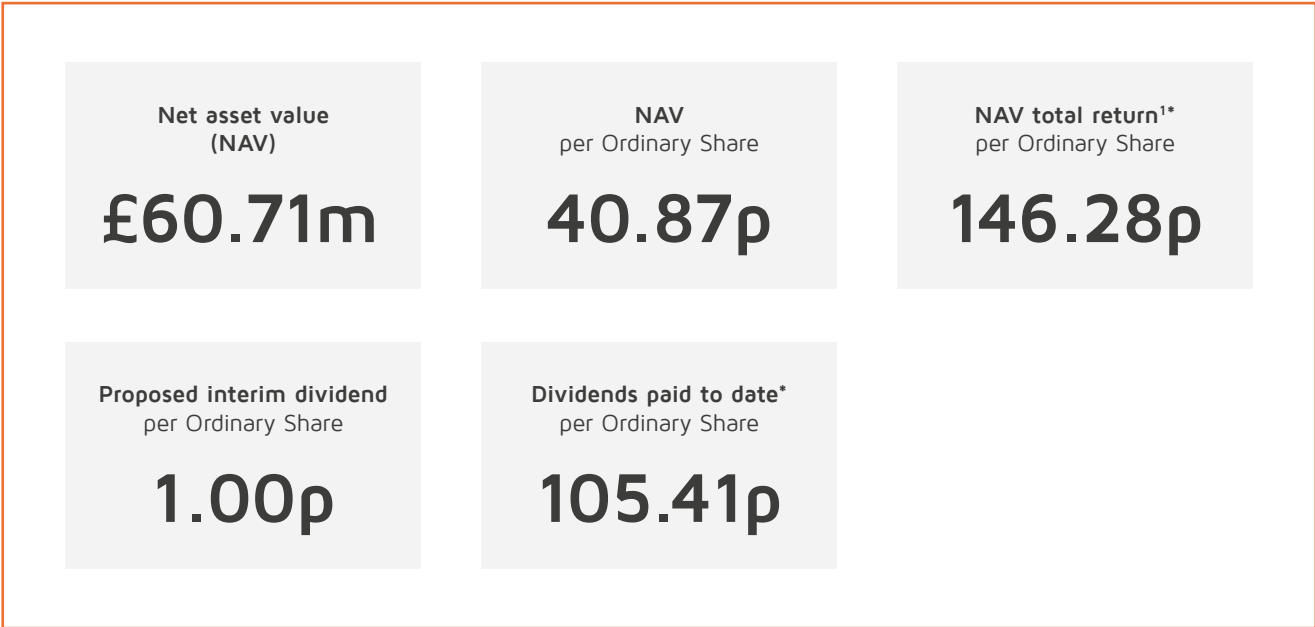 Net asset value
(NAV)
£60.71m
NAV
per Ordinary Share
40.87p
NAV total return¹*
per Ordinary Share
146.28p
Proposed interim dividend
per Ordinary Share
1.00p
Dividends paid to date*
per Ordinary Share
105.41p